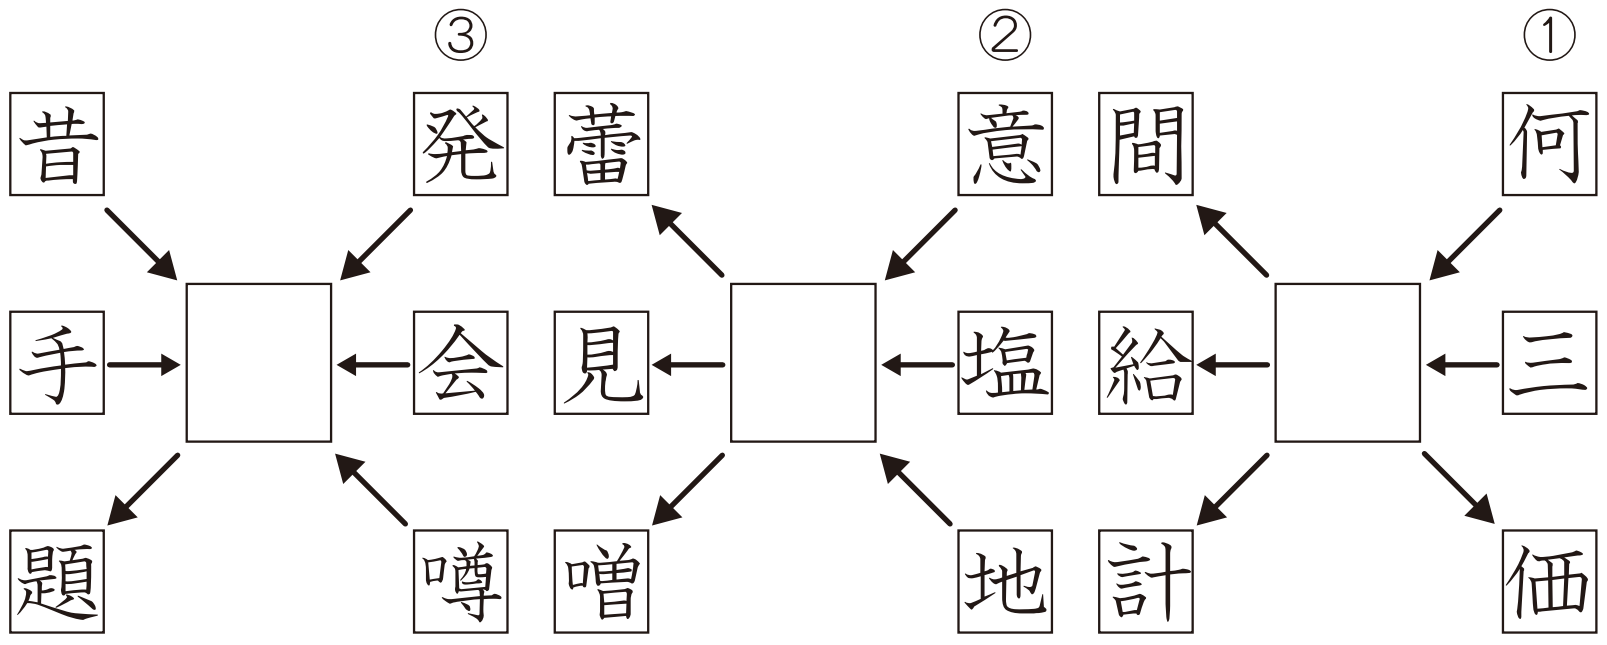 ①
何
三
価
間
給
計
②
意
塩
地
蕾
見
噌
③
発
会
噂
昔
手
題